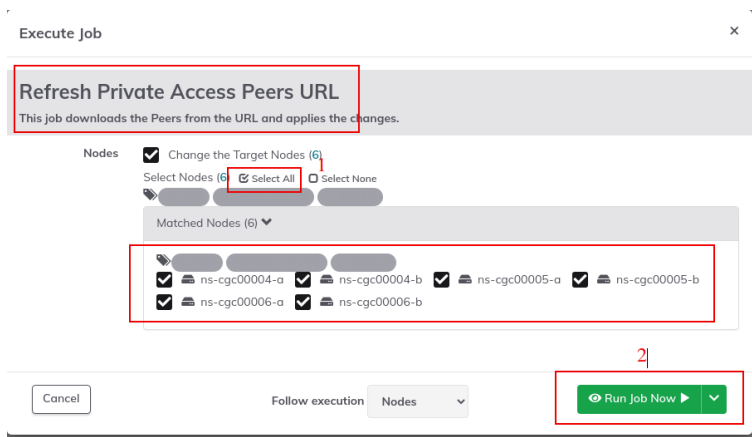 Execute Job ×
Refresh Private Access Peers URL
This job downloads the Peers from the URL and applies the changes.
Nodes Change the Target Nodes (6)
1
Select Nodes (6) Select All Select None
Matched Nodes (6)
ns-cgc00004-a ns-cgc00004-b ns-cgc00005-a ns-cgc00005-b
ns-cgc00006-a ns-cgc00006-b
2
Cancel Follow execution Nodes Run Job Now